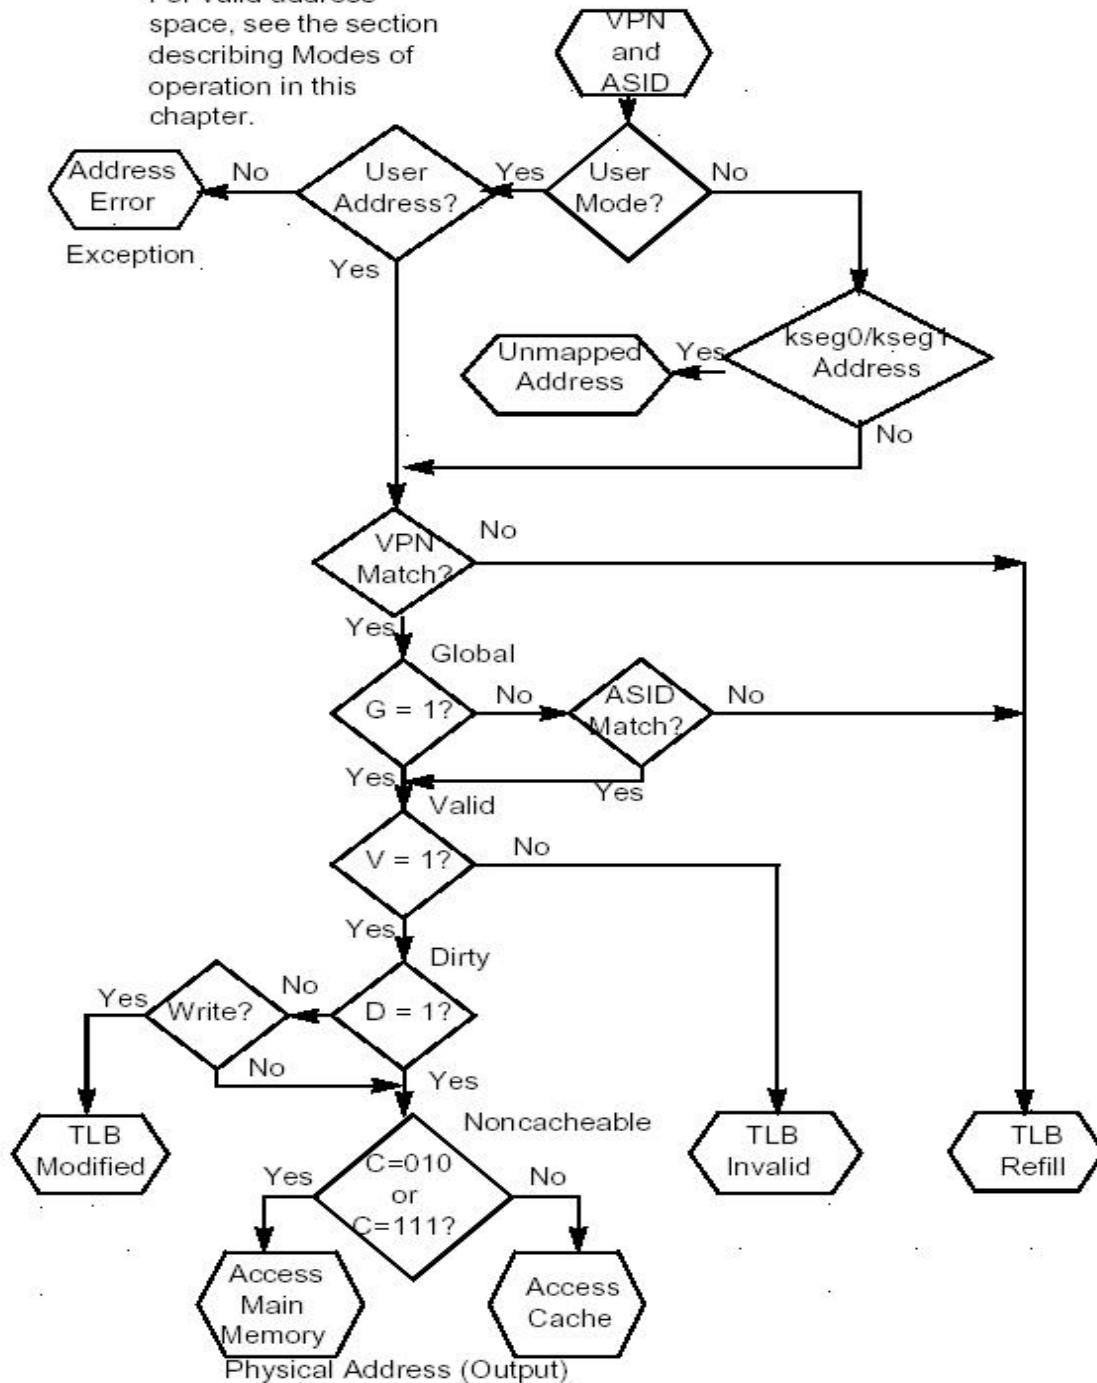 For valid address
space, see the section
describing Modes of
operation in this
chapter.
VPN
and
ASID
Address
Error
Exception
No
User
Address?
Yes
User
Mode?
No
Yes
Unmapped
Address
Yes
kseg0/kseg1
Address
No
VPN
Match?
No
Yes
Global
G = 1?
No
ASID
Match?
No
Yes
Yes
Valid
V = 1?
No
Yes
Dirty
Yes
Write?
No
D = 1?
No
Yes
TLB
Modified
Noncacheable
Yes
C=010
or
C=111?
No
TLB
Invalid
TLB
Refill
Access
Main
Memory
Access
Cache
Physical Address (Output)